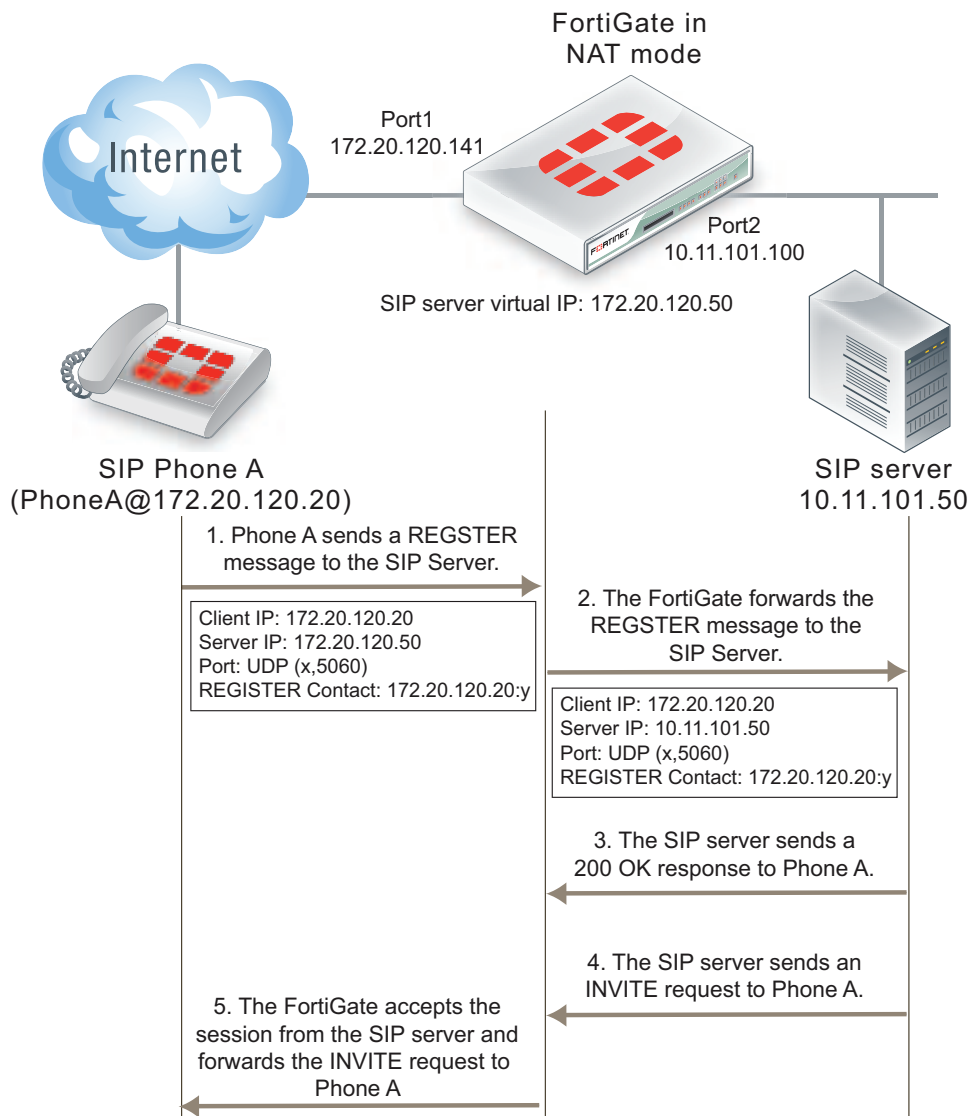 FortiGate in
NAT mode
Port1
172.20.120.141
Internet
FORTINET
Port2
10.11.101.100
SIP server virtual IP: 172.20.120.50
SIP Phone A
(PhoneA@172.20.120.20)
SIP server
10.11.101.50
1. Phone A sends a REGSTER
message to the SIP Server.
Client IP: 172.20.120.20
Server IP: 172.20.120.50
Port: UDP (x,5060)
REGISTER Contact: 172.20.120.20:y
2. The FortiGate forwards the
REGSTER message to the
SIP Server.
Client IP: 172.20.120.20
Server IP: 10.11.101.50
Port: UDP (x,5060)
REGISTER Contact: 172.20.120.20:y
3. The SIP server sends a
200 OK response to Phone A.
4. The SIP server sends an
INVITE request to Phone A.
5. The FortiGate accepts the
session from the SIP server and
forwards the INVITE request to
Phone A